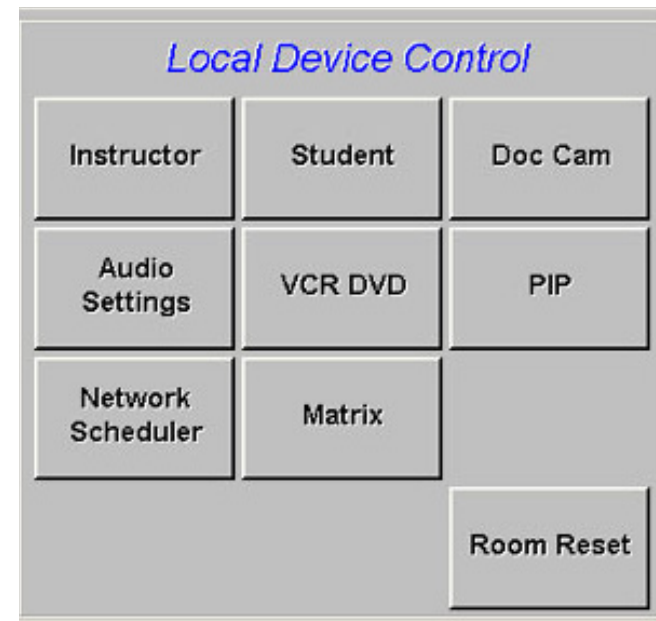 Local Device Control
Instructor
Student
Doc Cam
Audio
Settings
VCR DVD
PIP
Network
Scheduler
Matrix
Room Reset